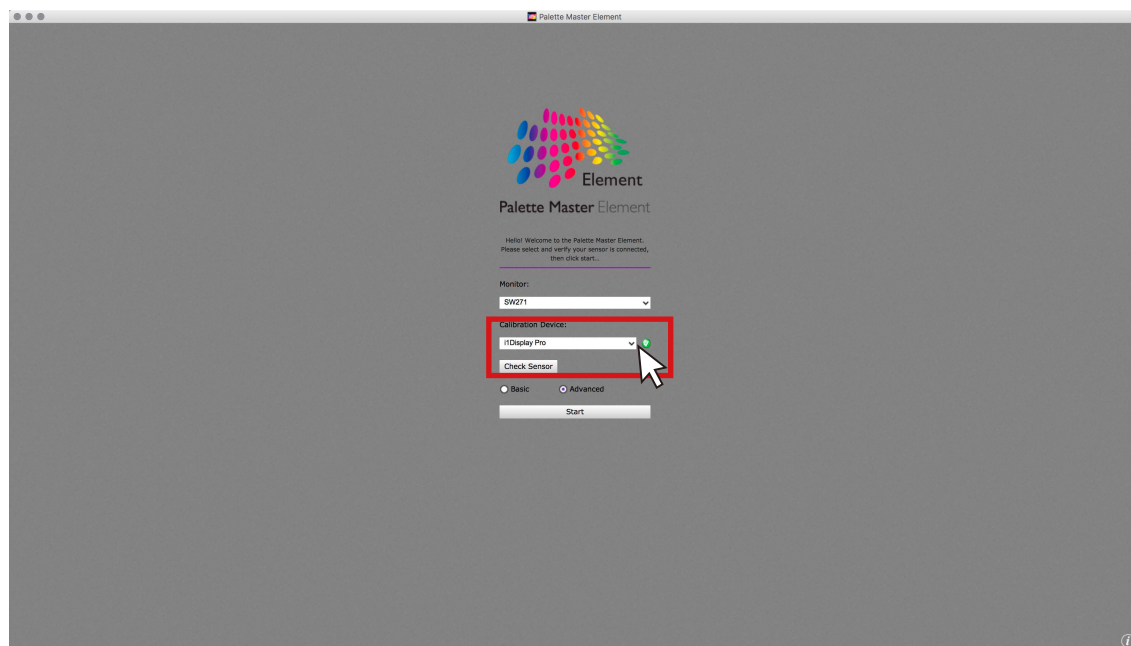 Palette Master Element
Element
Palette Master Element
Hello! Welcome to the Palette Master Element.
Please select and verify your sensor is connected,
then click start..
Monitor:
SW271
Calibration Device:
i1Display Pro
Check Sensor
Basic
Advanced
Start
i